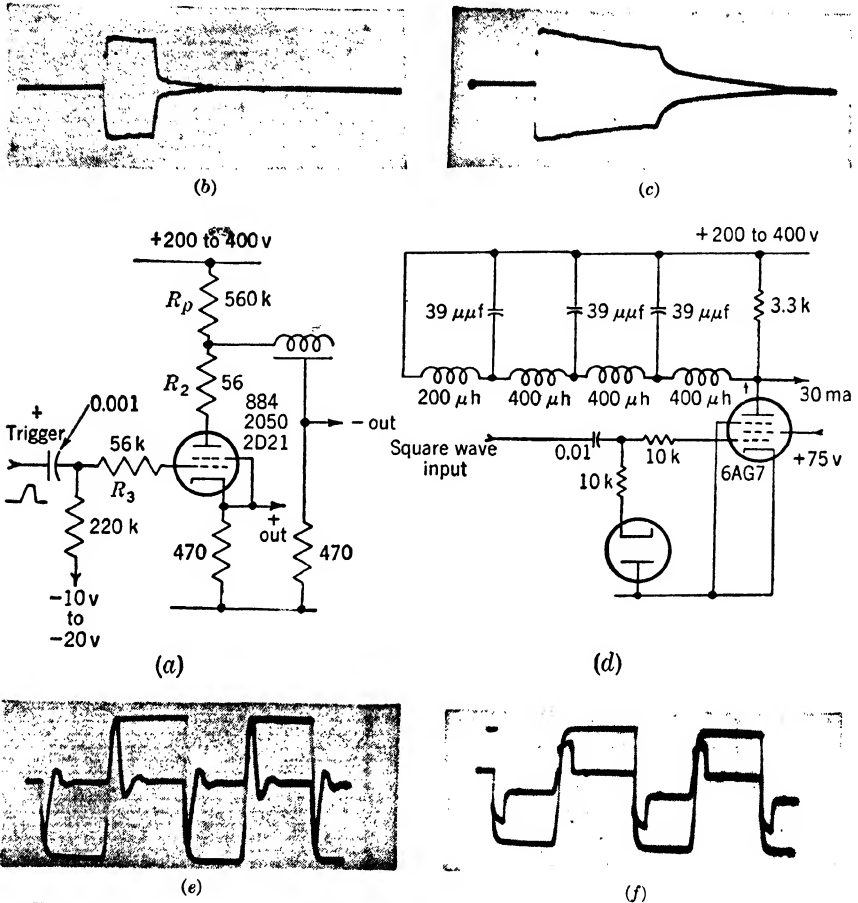 (b)
(c)
+200 to 400 v
Rp 560 k
R2 56
884
2050
2D21
- out
+
Trigger
0.001
56 k
R3
220 k
+
out
470
470
-10 v
to
-20 v
(a)
+ 200 to 400 v
39 μμf
39 μμf
39 μμf
3.3 k
200 μh
400 μh
400 μh
400 μh
30 ma
Square wave
input
0.01
10 k
10 k
6AG7
+75 v
(d)
(e)
(f)